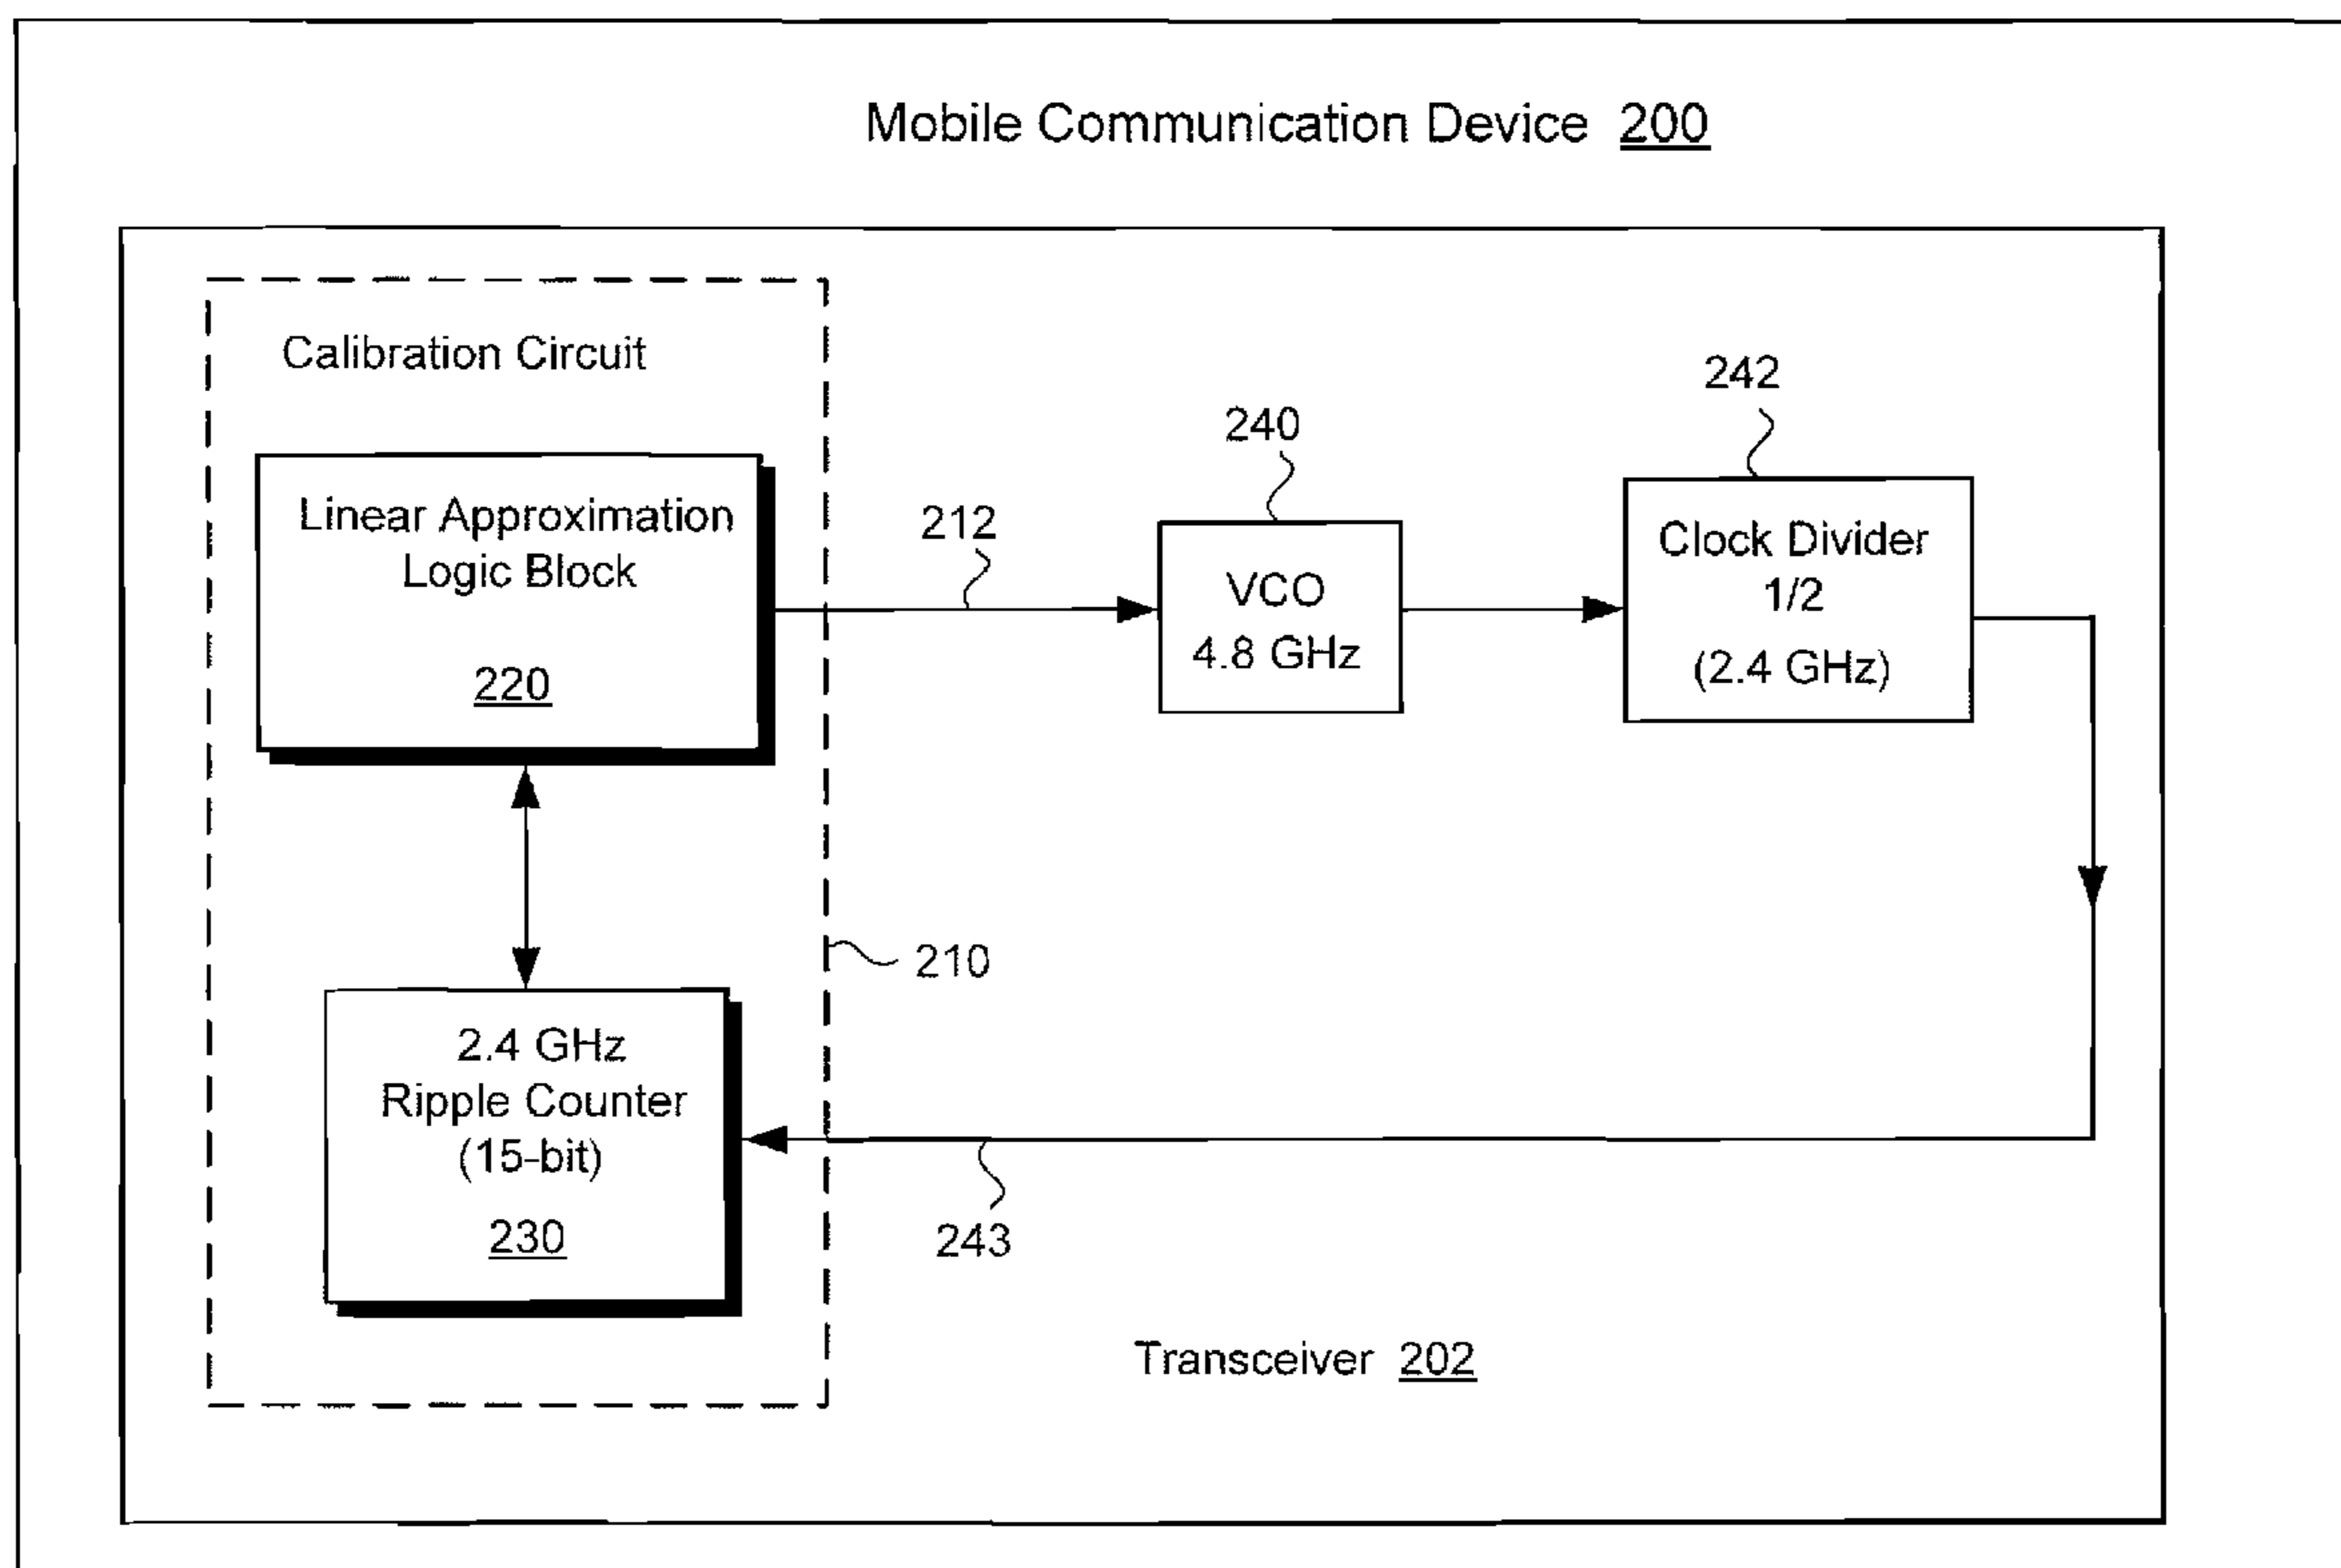 Mobile Communication Device 200
Calibration Circuit
Linear Approximation
Logic Block
220
212
240
VCO
4.8 GHz
242
Clock Divider
1/2
(2.4 GHz)
210
2.4 GHz
Ripple Counter
(15-bit)
230
243
Transceiver 202